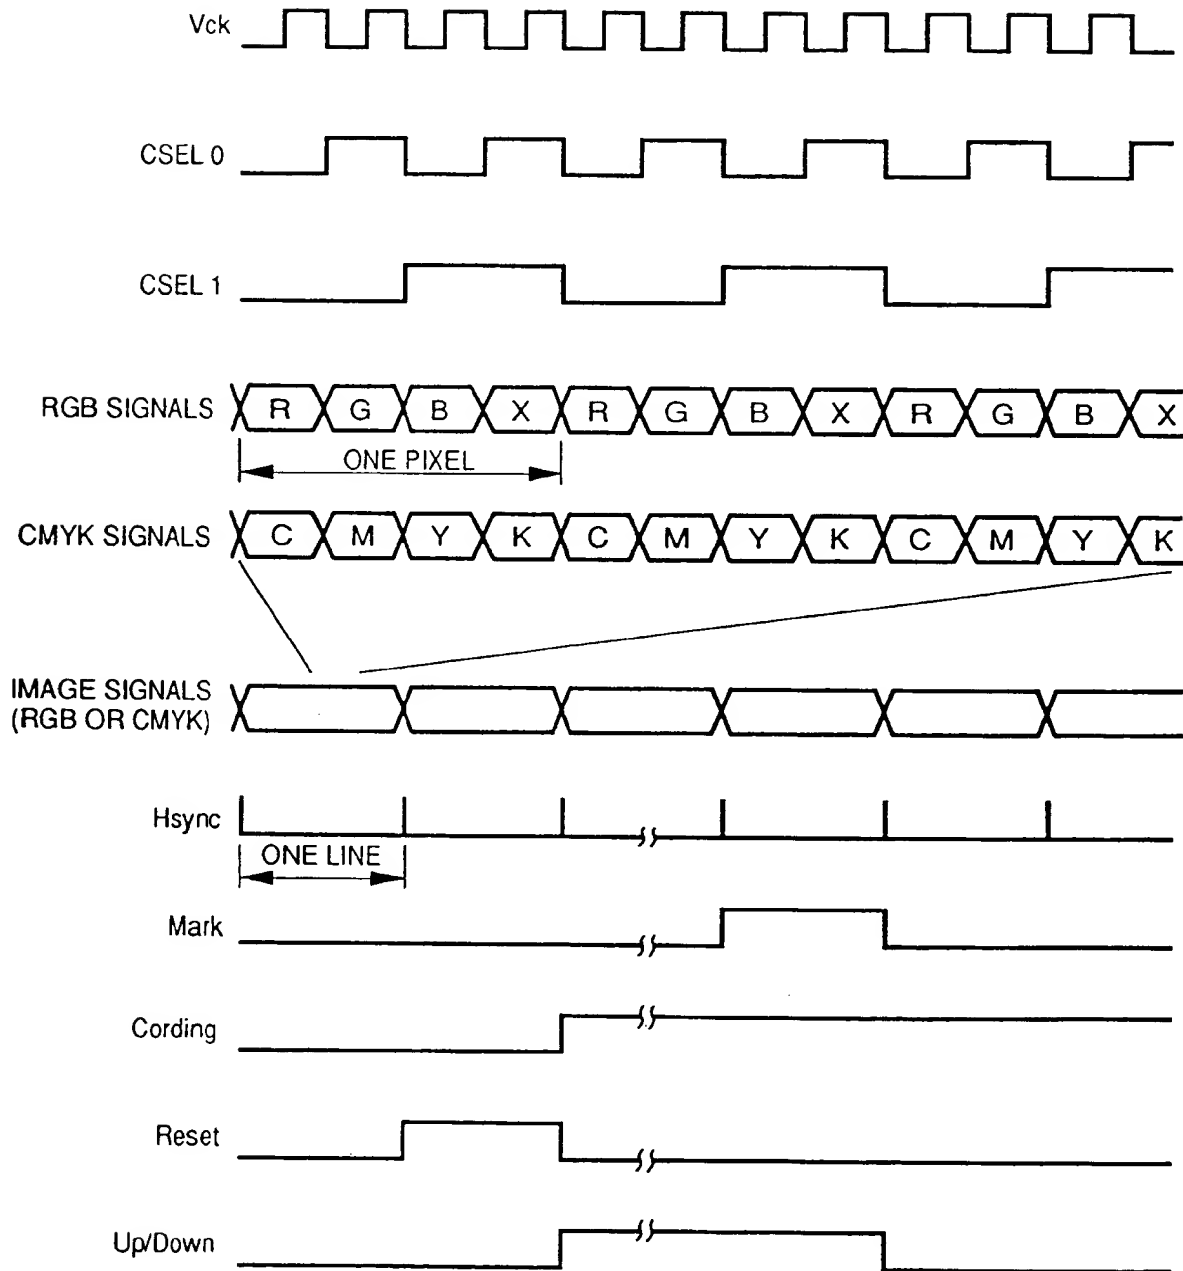 Vck
CSEL 0
CSEL 1
RGB SIGNALS R G B X R G B X R G B X
ONE PIXEL
CMYK SIGNALS C M Y K C M Y K C M Y K
IMAGE SIGNALS
(RGB OR CMYK)
Hsync
ONE LINE
Mark
Cording
Reset
Up/Down